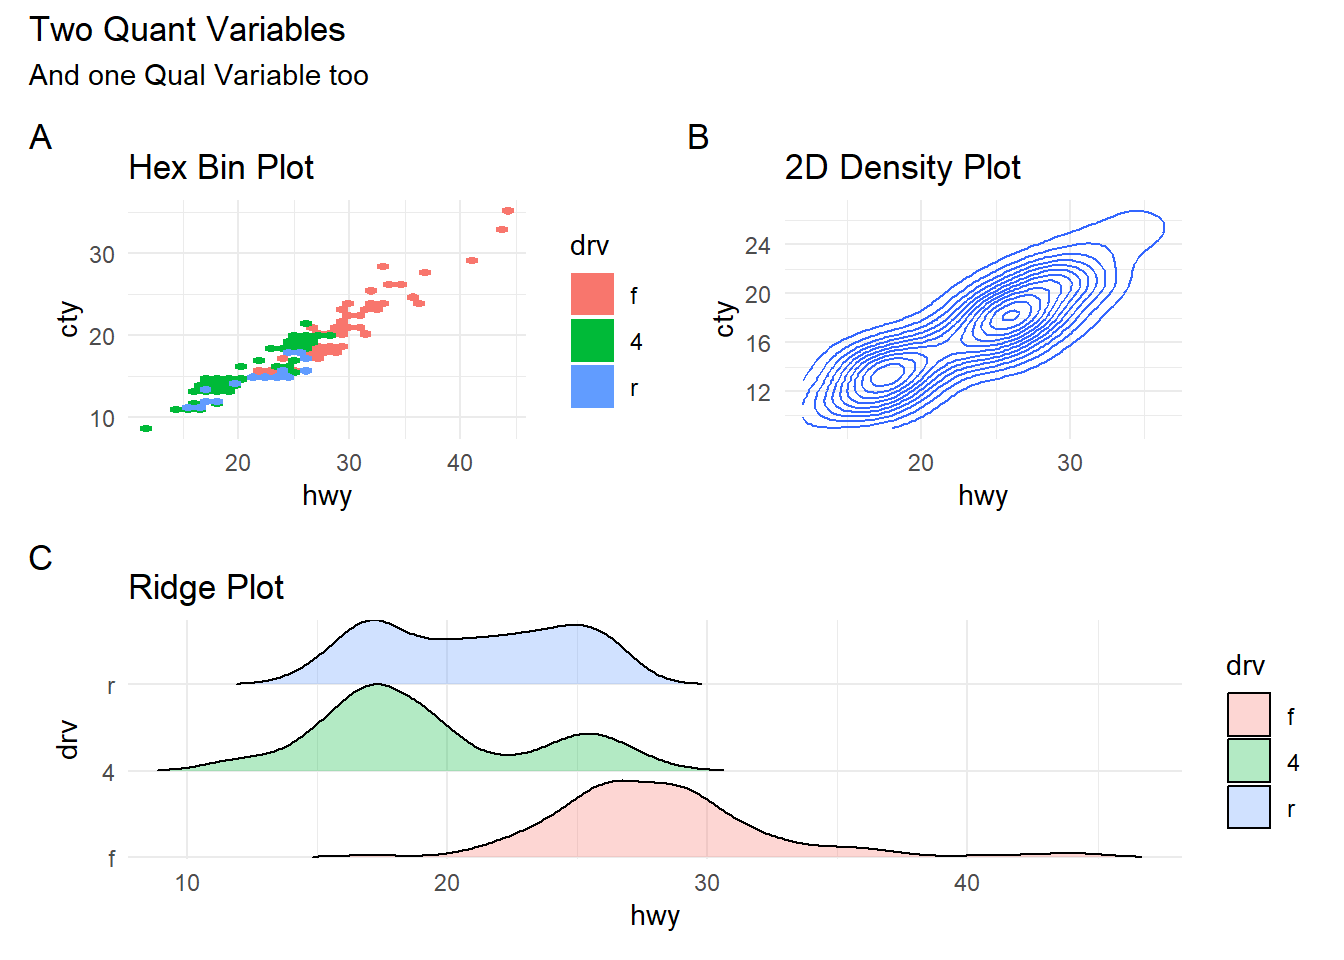 Two Quant Variables
And one Qual Variable too
A
Hex Bin Plot
cty
30
20
10
20 30 40
hwy
drv
f
4
r
B
2D Density Plot
cty
24
20
16
12
20 30
hwy
C
Ridge Plot
drv
r
4
f
10 20 30 40
hwy
drv
f
4
r